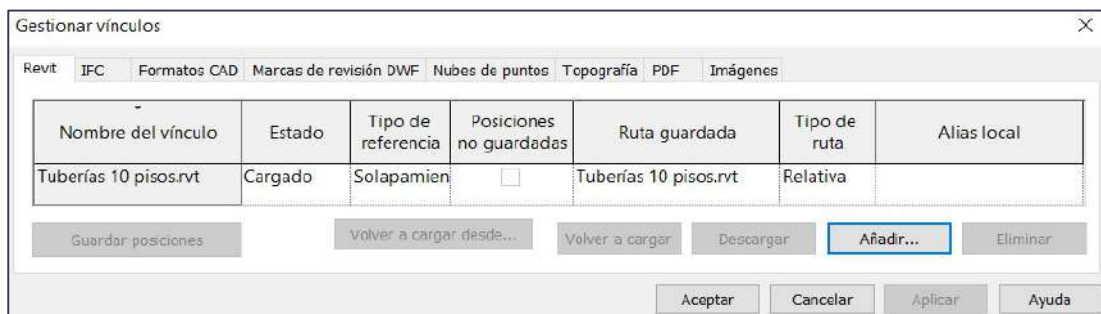 Gestionar vínculos
Revit IFC Formatos CAD Marcas de revisión DWF Nubes de puntos Topografía PDF Imágenes
Nombre del vínculo Estado Tipo de referencia Posiciones no guardadas Ruta guardada Tipo de ruta Alias local
Tuberías 10 pisos.rvt Cargado Solapamien Tuberías 10 pisos.rvt Relativa
Guardar posiciones Volver a cargar desde... Volver a cargar Descargar Añadir... Eliminar
Aceptar Cancelar Aplicar Ayuda